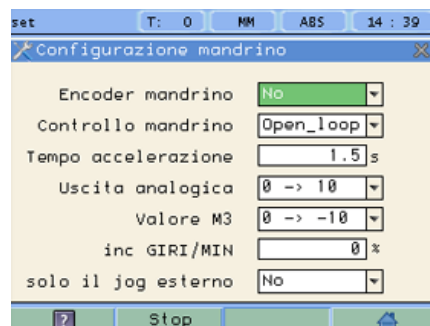 set T: 0 MM ABS 14 : 39
Configurazione mandrino
Encoder mandrino No
Controllo mandrino Open_loop
Tempo accelerazione 1.5 s
Uscita analogica 0 -> 10
Valore M3 0 -> -10
inc GIRI/MIN 0 %
solo il jog esterno No
? Stop